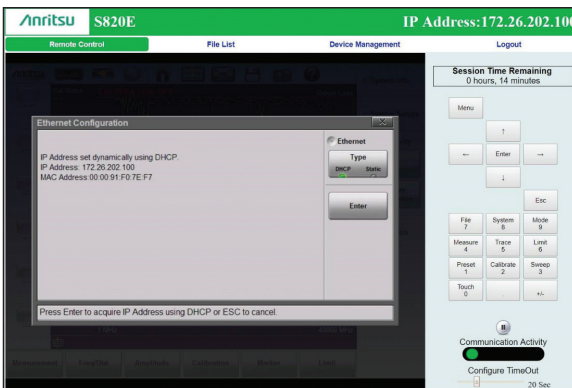 Anritsu S820E IP Address:172.26.202.100
Remote Control File List Device Management Logout
Session Time Remaining
0 hours, 14 minutes
Menu
↑
← Enter →
↓
Esc
File 7 System 8 Mode 9
Measure 4 Trace 5 Limit 6
Preset 1 Calibrate 2 Sweep 3
Touch 0 . +/-
Communication Activity
Configure TimeOut
20 Sec
Ethernet Configuration
IP Address set dynamically using DHCP.
IP Address: 172.26.202.100
MAC Address 00:00:91:F0:7E:F7
Ethernet
Type
DHCP Static
Enter
Press Enter to acquire IP Address using DHCP or ESC to cancel.
Measurement Freq/Dist Amplitude Calibration Marker Limit